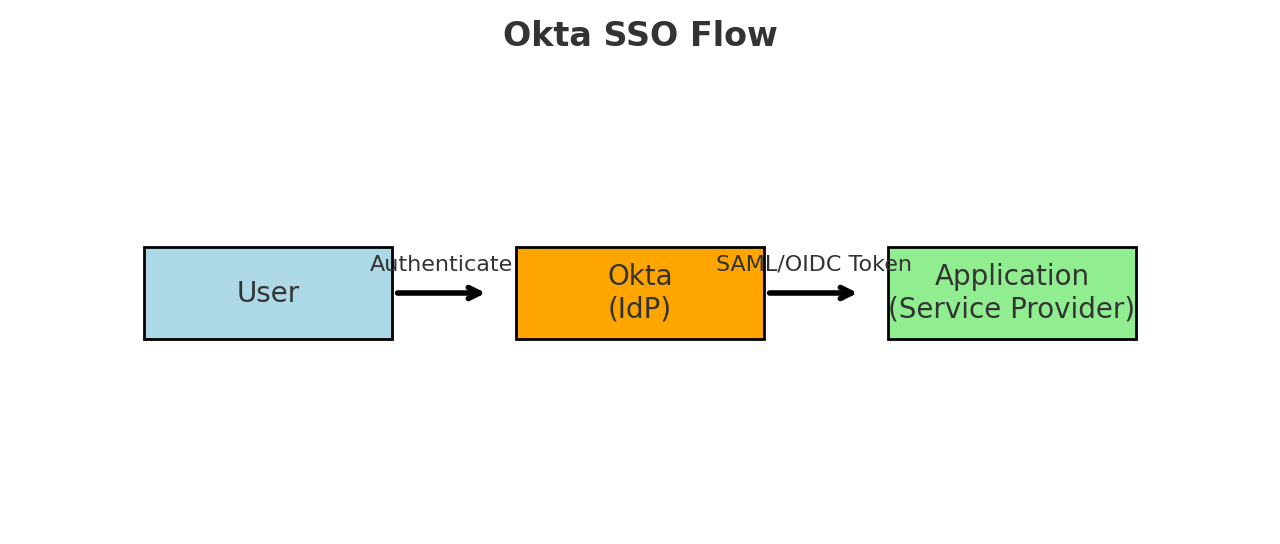 Okta SSO Flow
User
Authenticate
Okta
(IdP)
SAML/OIDC Token
Application
(Service Provider)